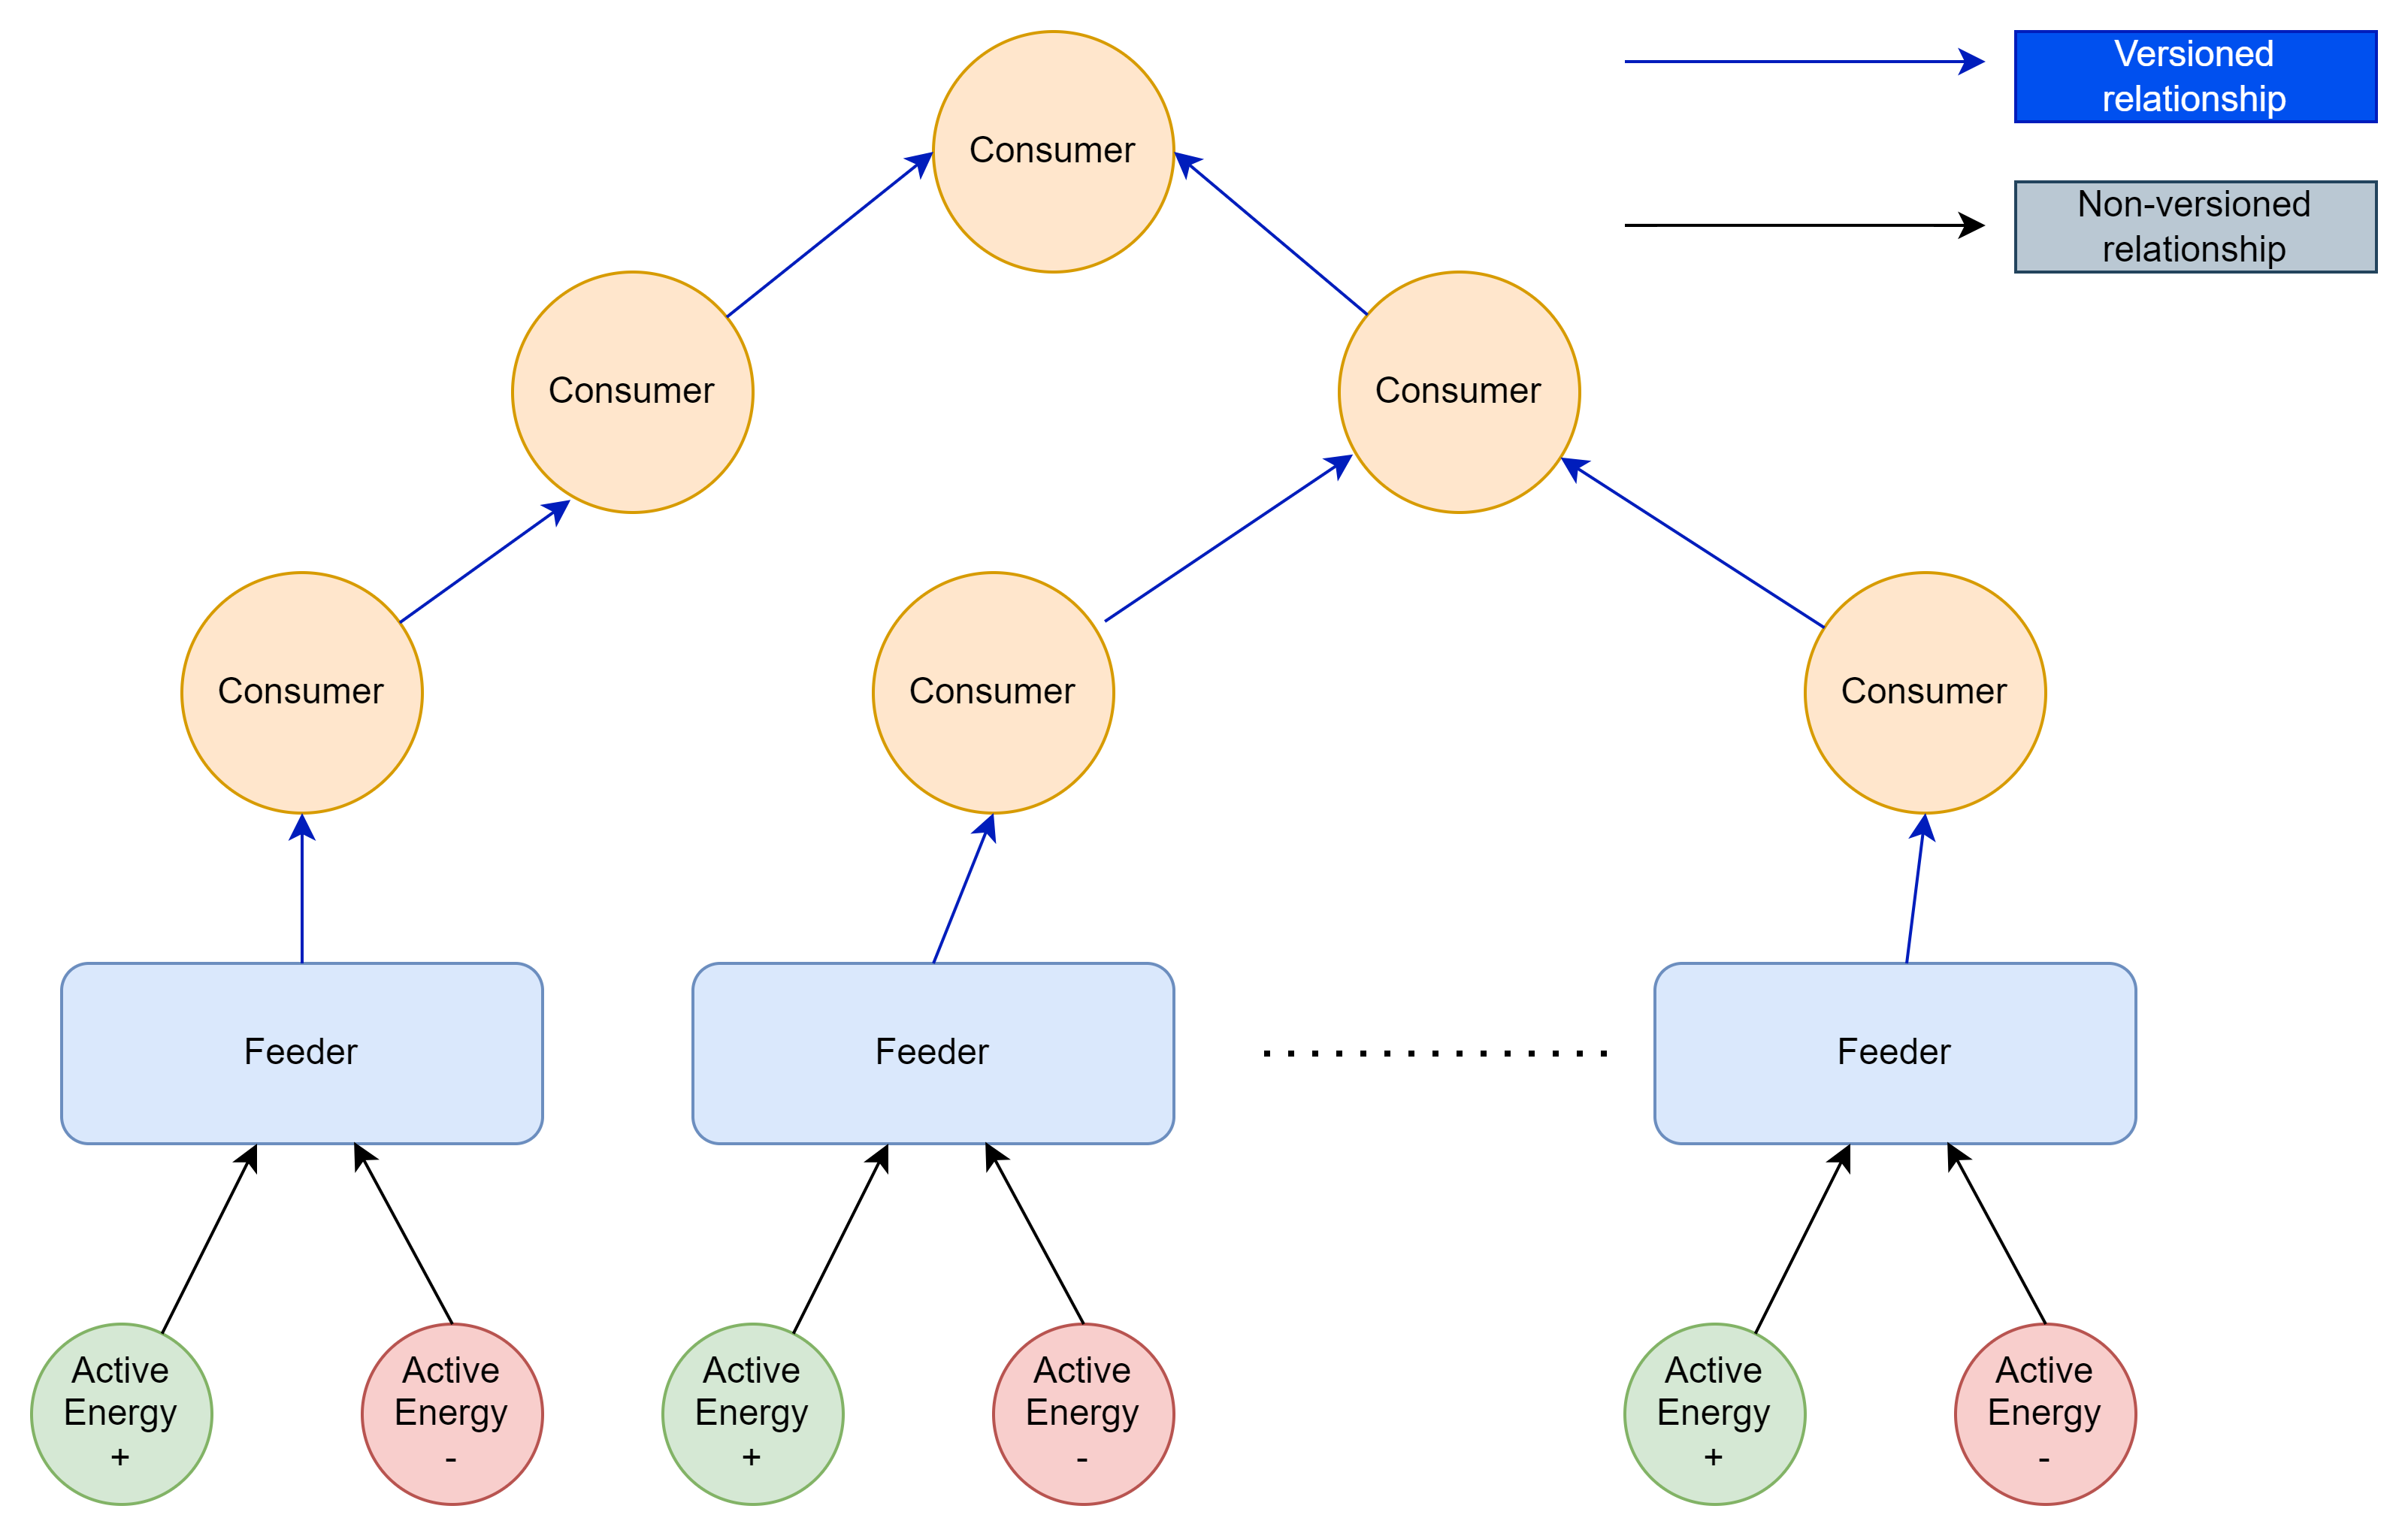 Versioned
relationship
Consumer
Non-versioned
relationship
Consumer
Consumer
Consumer
Consumer
Consumer
Feeder
Feeder
Feeder
Active
Energy
+
Active
Energy
-
Active
Energy
+
Active
Energy
-
Active
Energy
+
Active
Energy
-